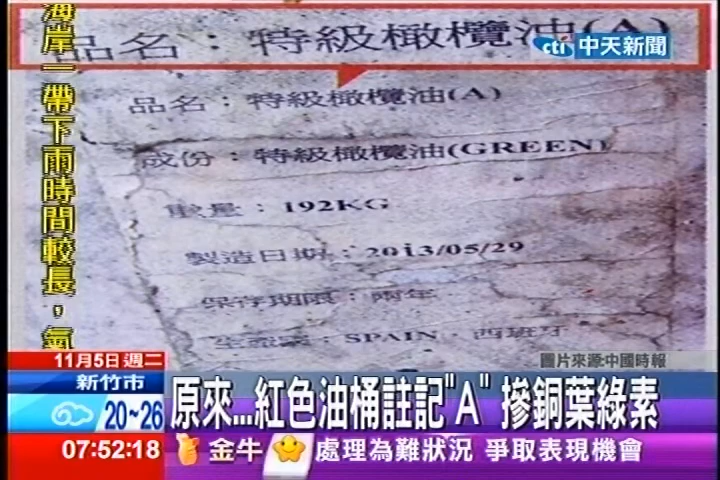 海岸一帶下雨時間較長，氣
品名：特級橄欖油(A)
cti 中天新聞
品名：特級橄欖油(A)
成份：特級橄欖油(GREEN)
重量：192KG
製造日期：2013/05/29
保存期限：兩年
生產國：SPAIN．西班牙
圖片來源:中國時報
11月5日週二
新竹市
20~26
07:52:18
原來...紅色油桶註記"A" 摻銅葉綠素
金牛 處理為難狀況 爭取表現機會